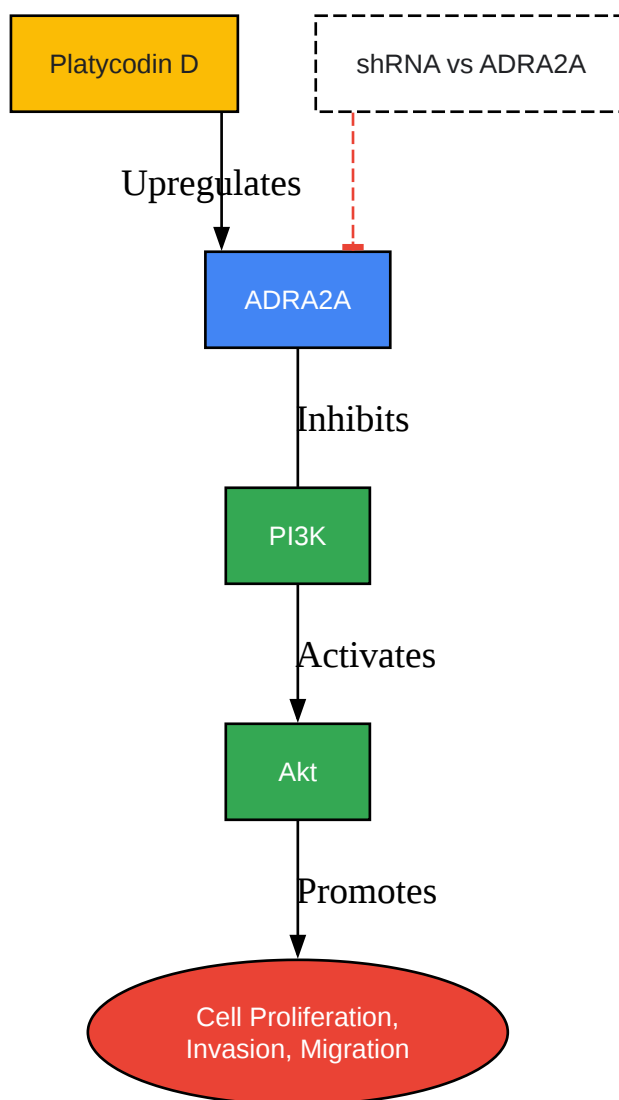 Platycodin D
shRNA vs ADRA2A
Upregulates
ADRA2A
Inhibits
PI3K
Activates
Akt
Promotes
Cell Proliferation,
Invasion, Migration